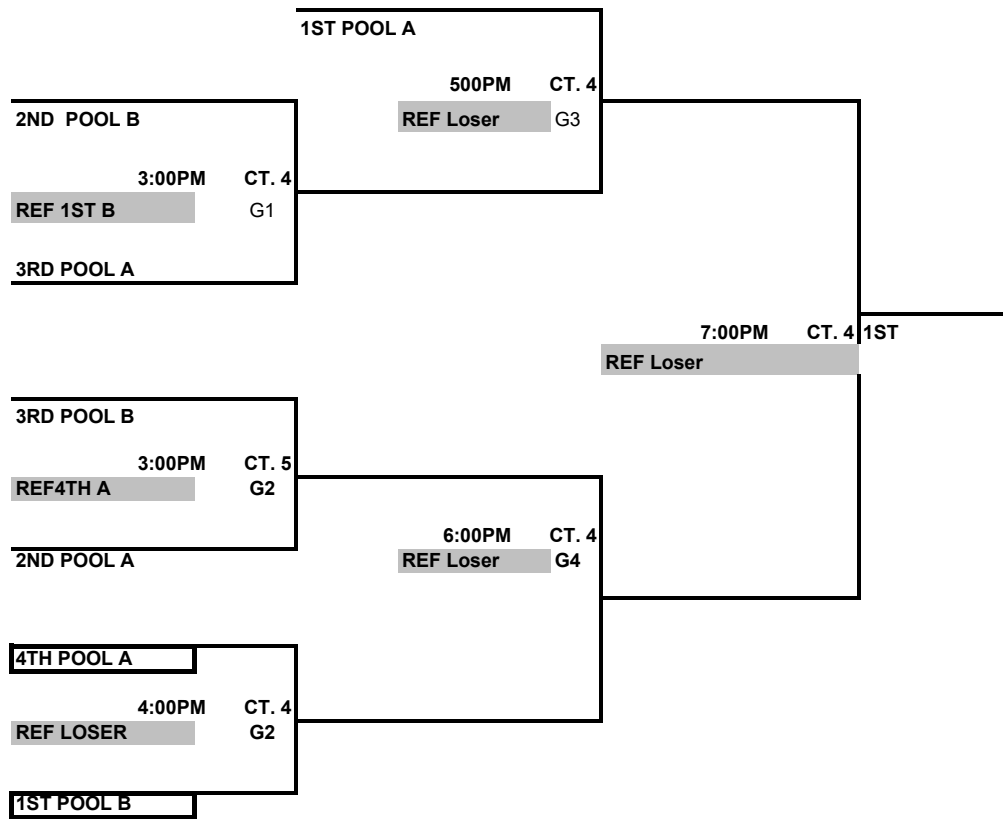 1ST POOL A
500PM CT. 4
REF Loser G3
2ND POOL B
3:00PM CT. 4
REF 1ST B G1
3RD POOL A
7:00PM CT. 4 1ST
REF Loser
3RD POOL B
3:00PM CT. 5
REF4TH A G2
2ND POOL A
6:00PM CT. 4
REF Loser G4
4TH POOL A
4:00PM CT. 4
REF LOSER G2
1ST POOL B